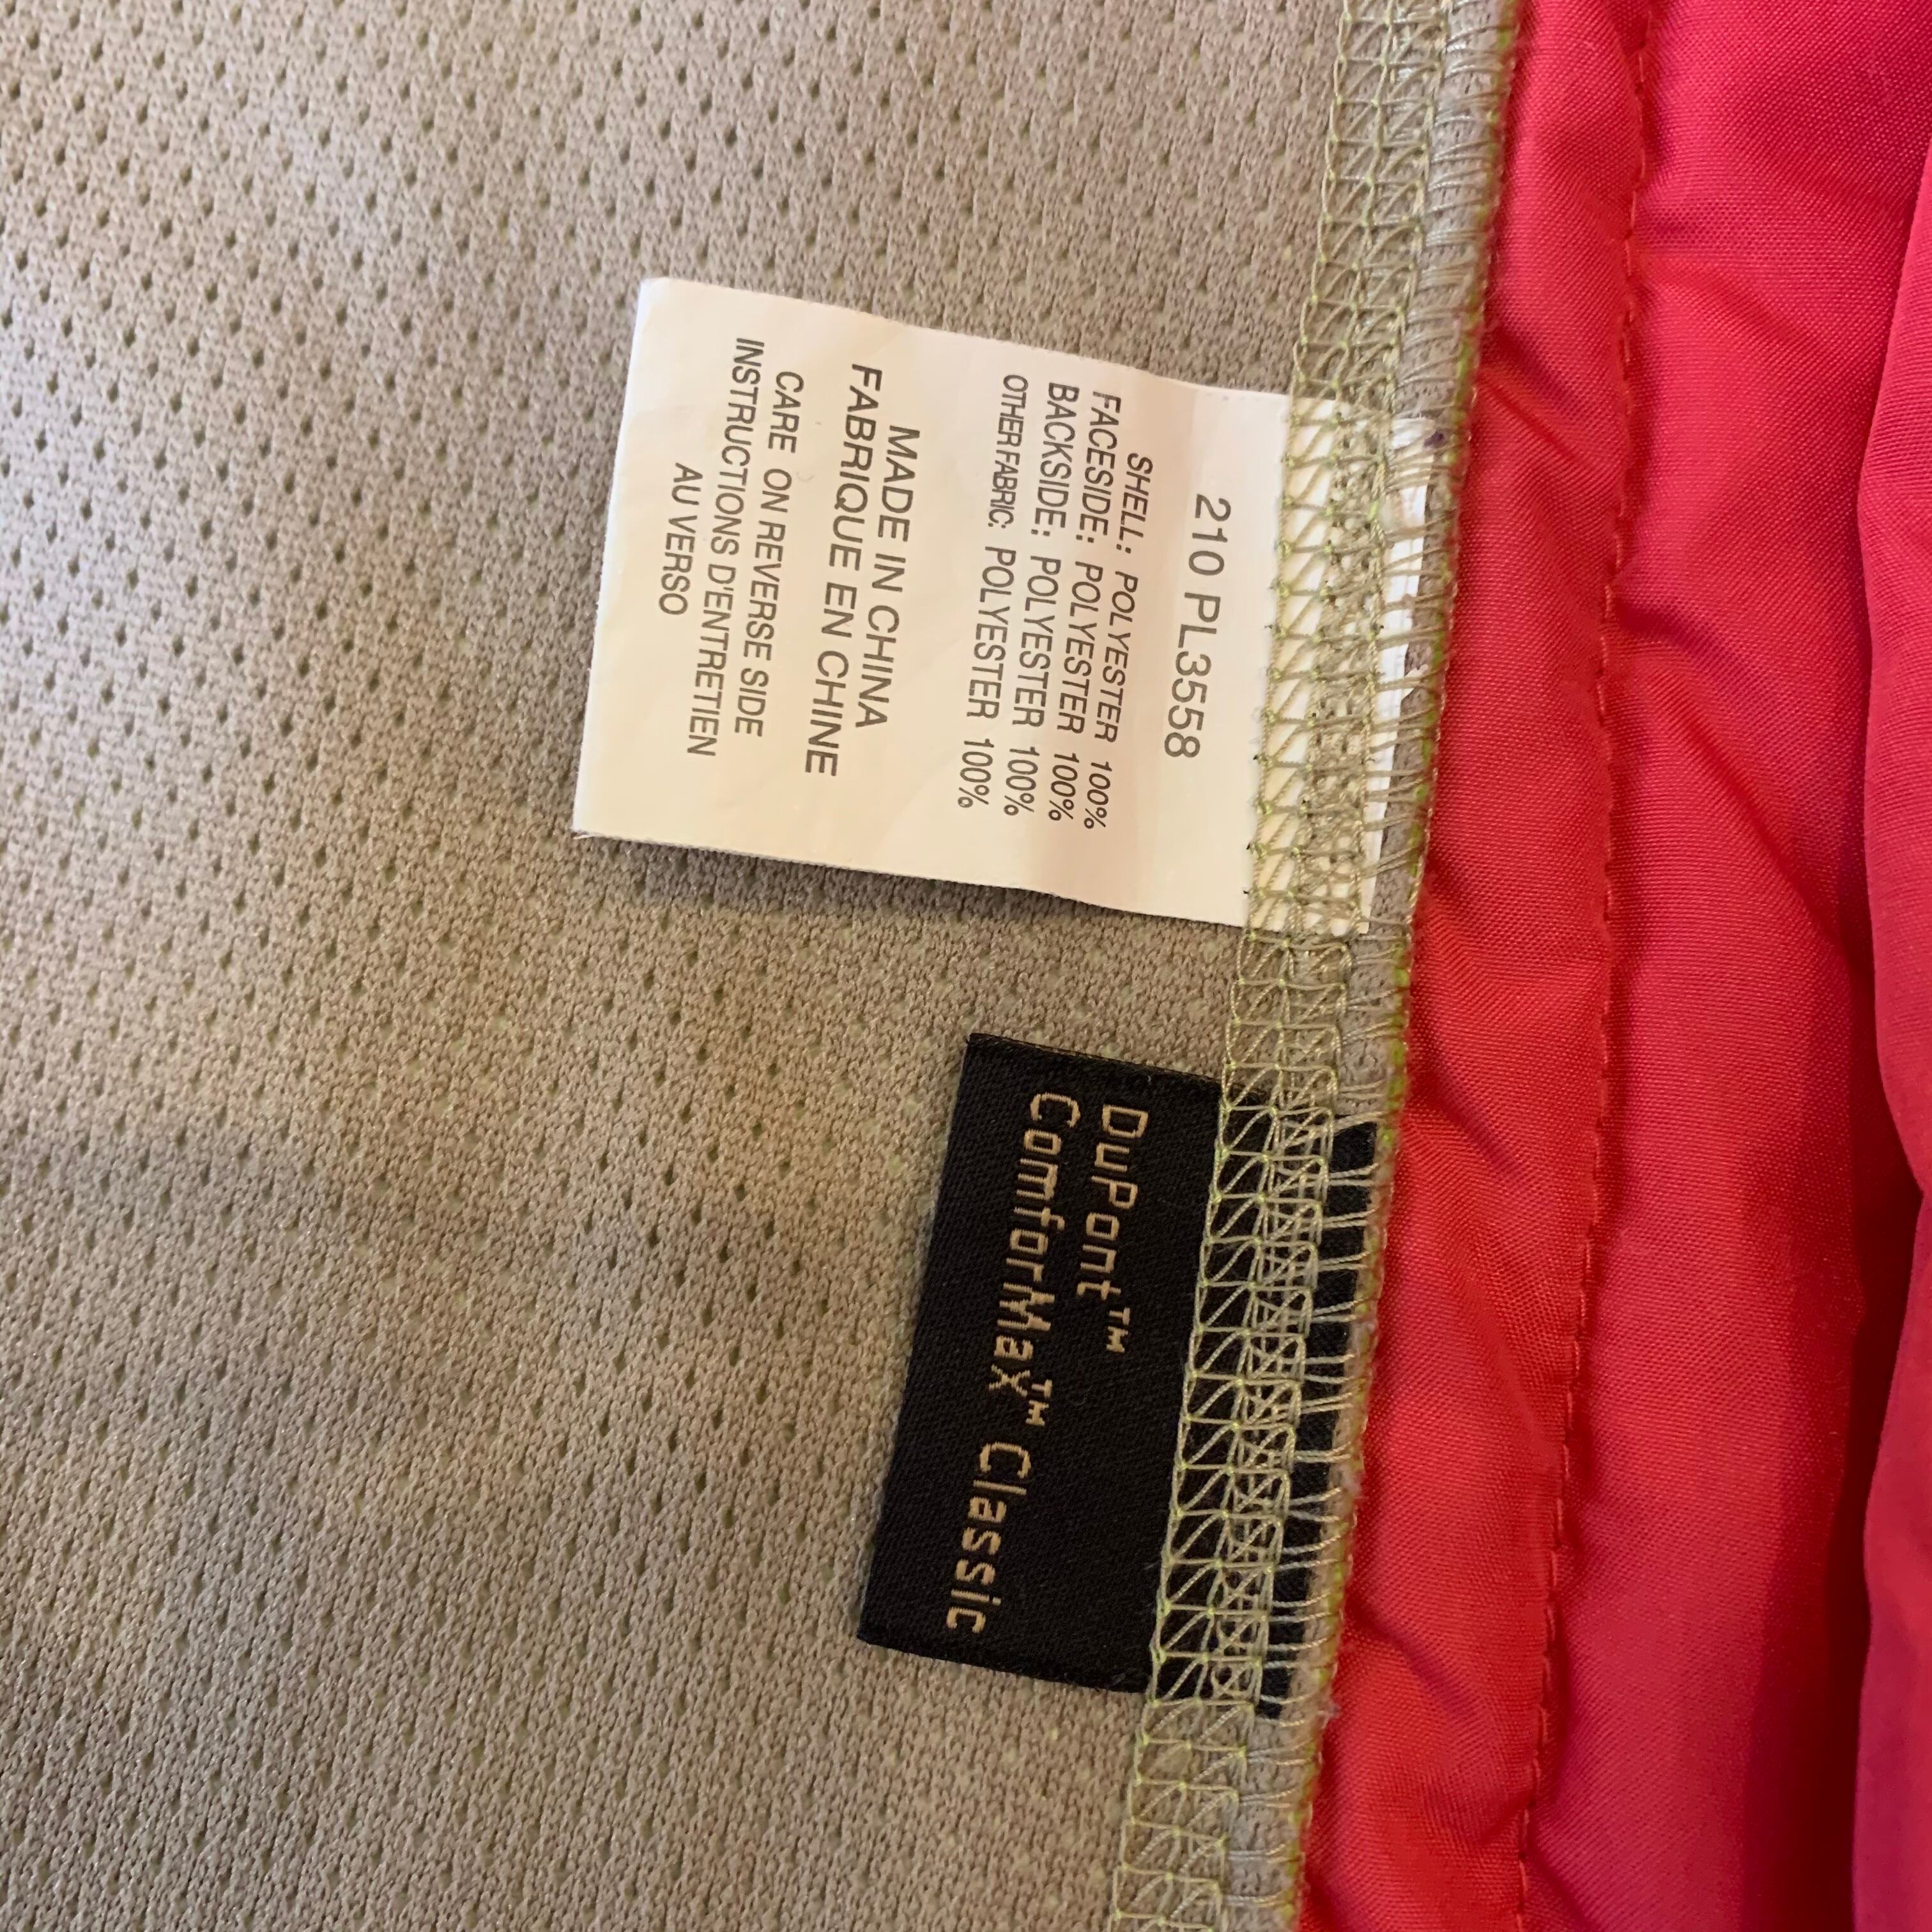 210 PL3558
SHELL: POLYESTER 100%
FACESIDE: POLYESTER 100%
BACKSIDE: POLYESTER 100%
OTHER FABRIC: POLYESTER 100%
MADE IN CHINA
FABRIQUE EN CHINE
CARE ON REVERSE SIDE
INSTRUCTIONS D'ENTRETIEN
AU VERSO
DuPont™
ComforMax™ Classic